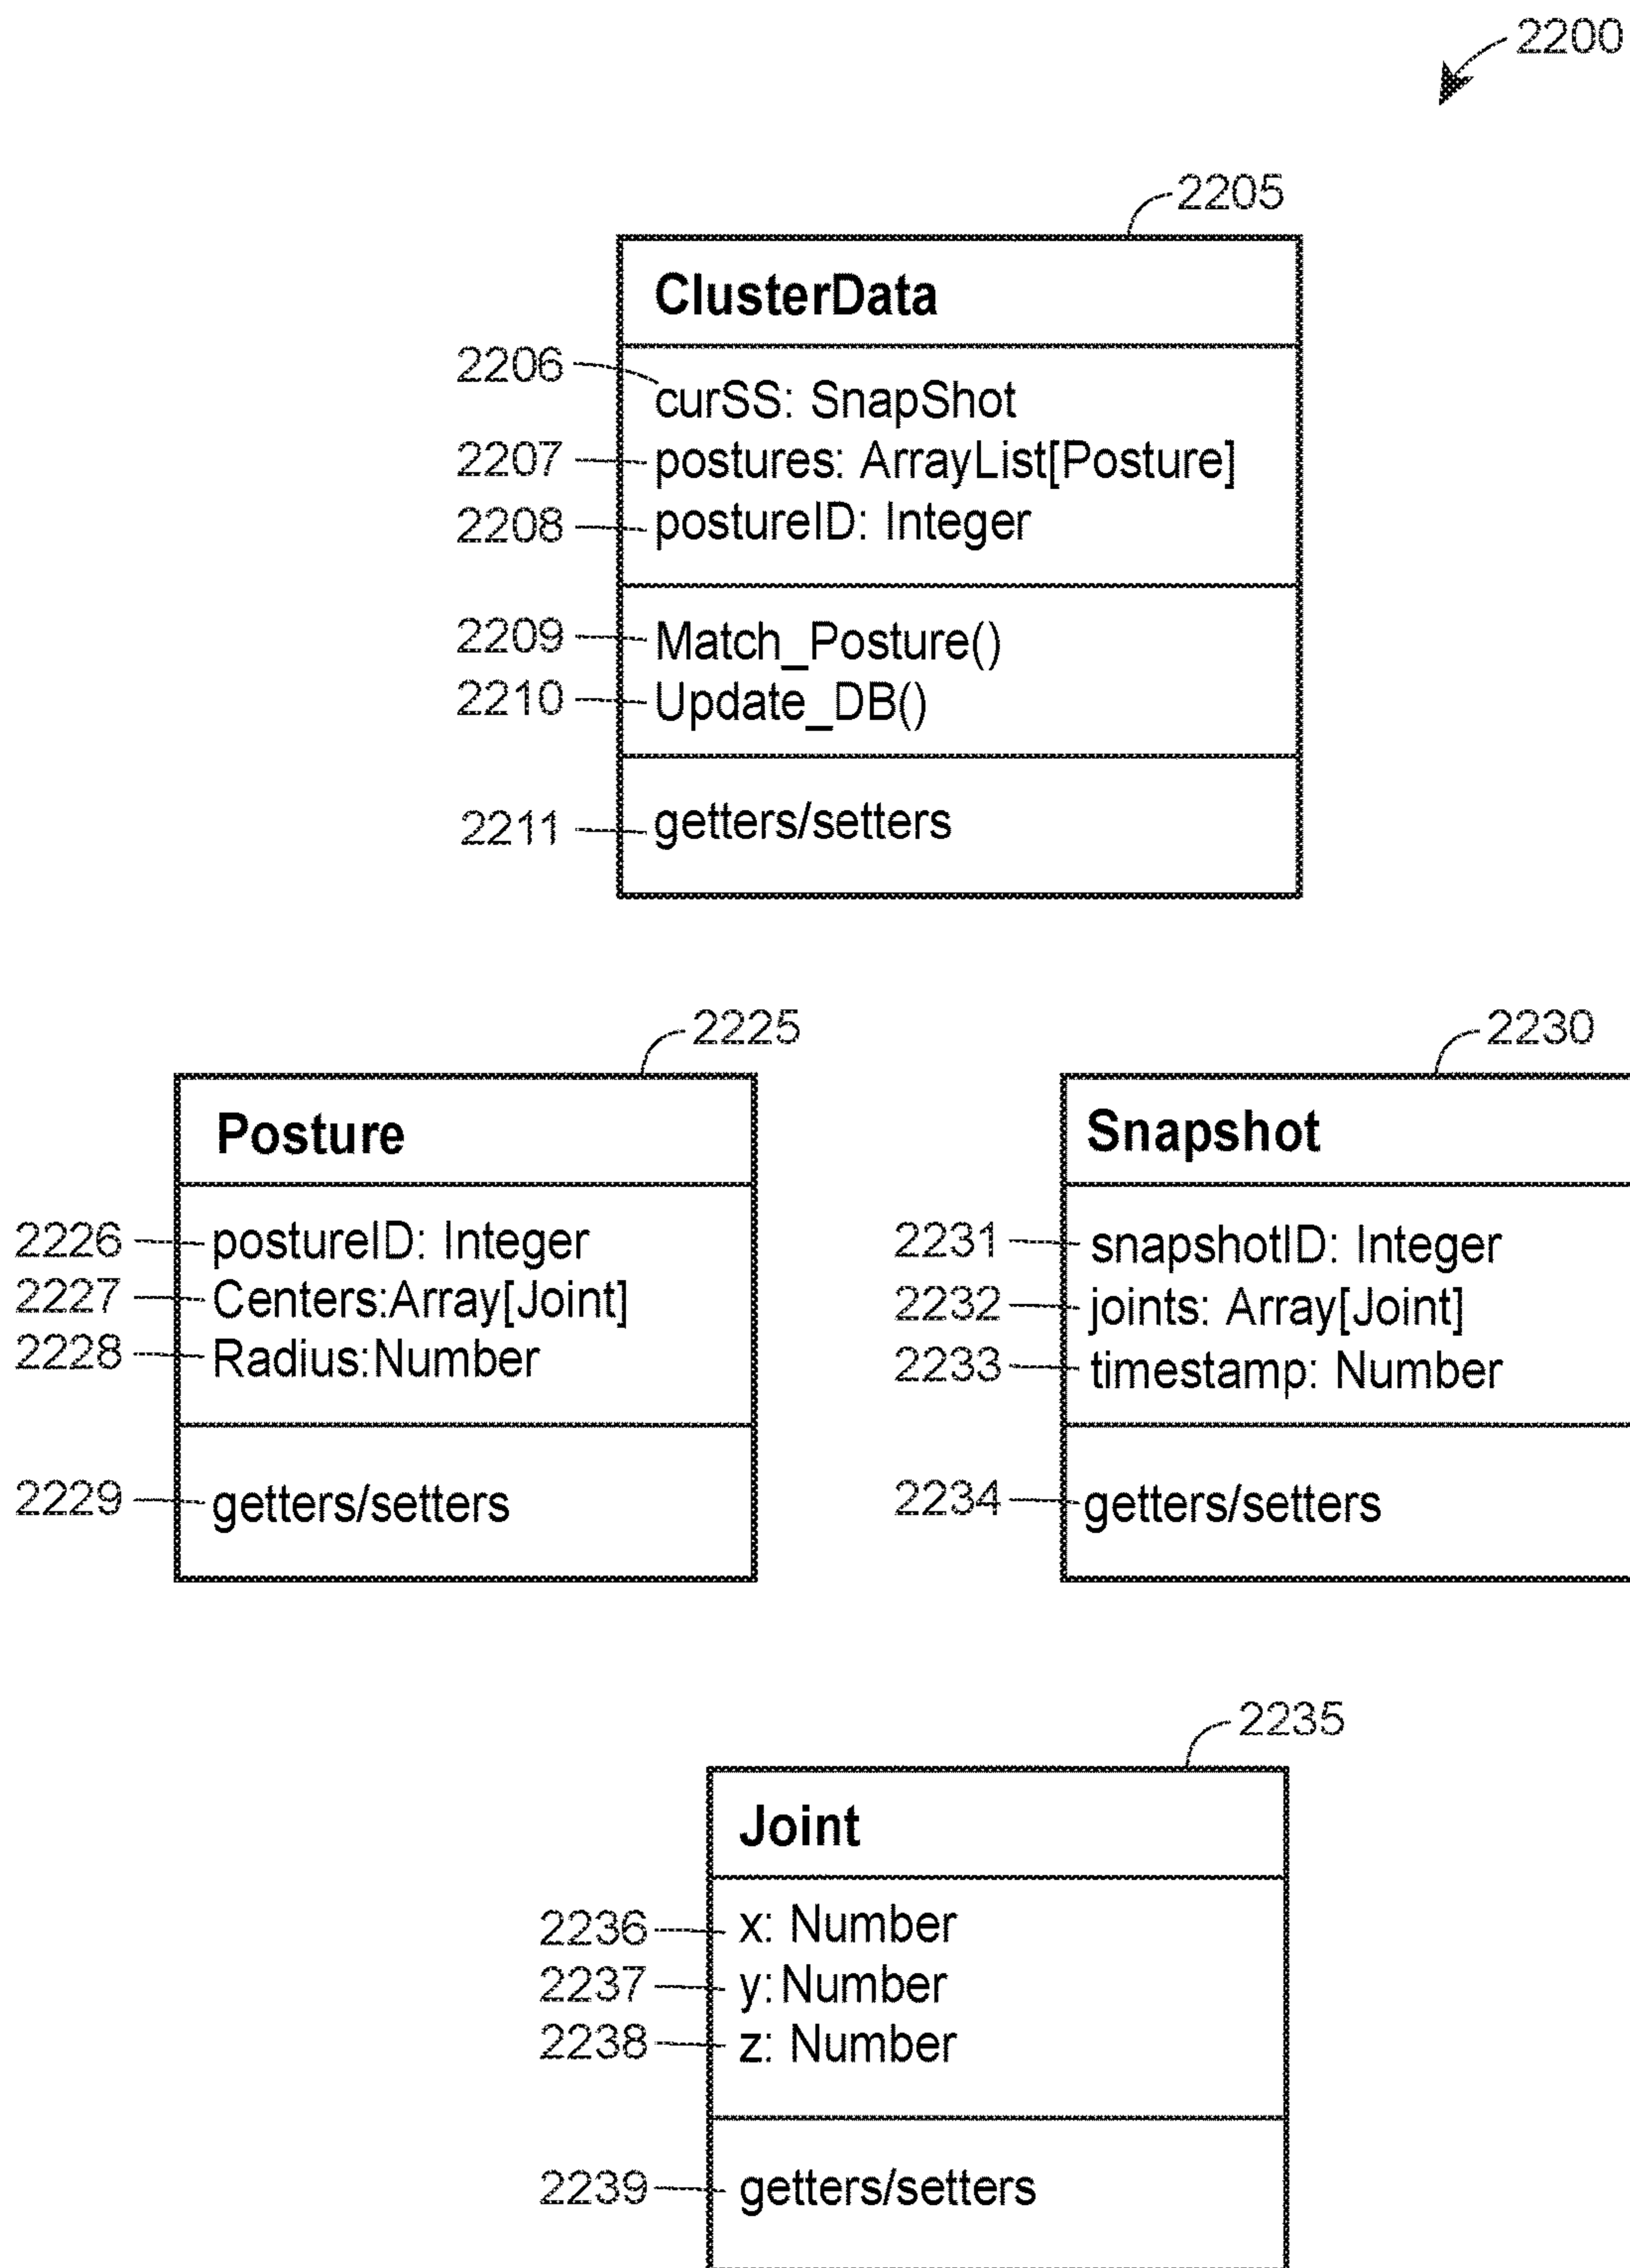 2200
2205
ClusterData
2206 curSS: SnapShot
2207 postures: ArrayList[Posture]
2208 postureID: Integer
2209 Match_Posture()
2210 Update_DB()
2211 getters/setters
2225
Posture
2226 postureID: Integer
2227 Centers:Array[Joint]
2228 Radius:Number
2229 getters/setters
2230
Snapshot
2231 snapshotID: Integer
2232 joints: Array[Joint]
2233 timestamp: Number
2234 getters/setters
2235
Joint
2236 x: Number
2237 y:Number
2238 z: Number
2239 getters/setters